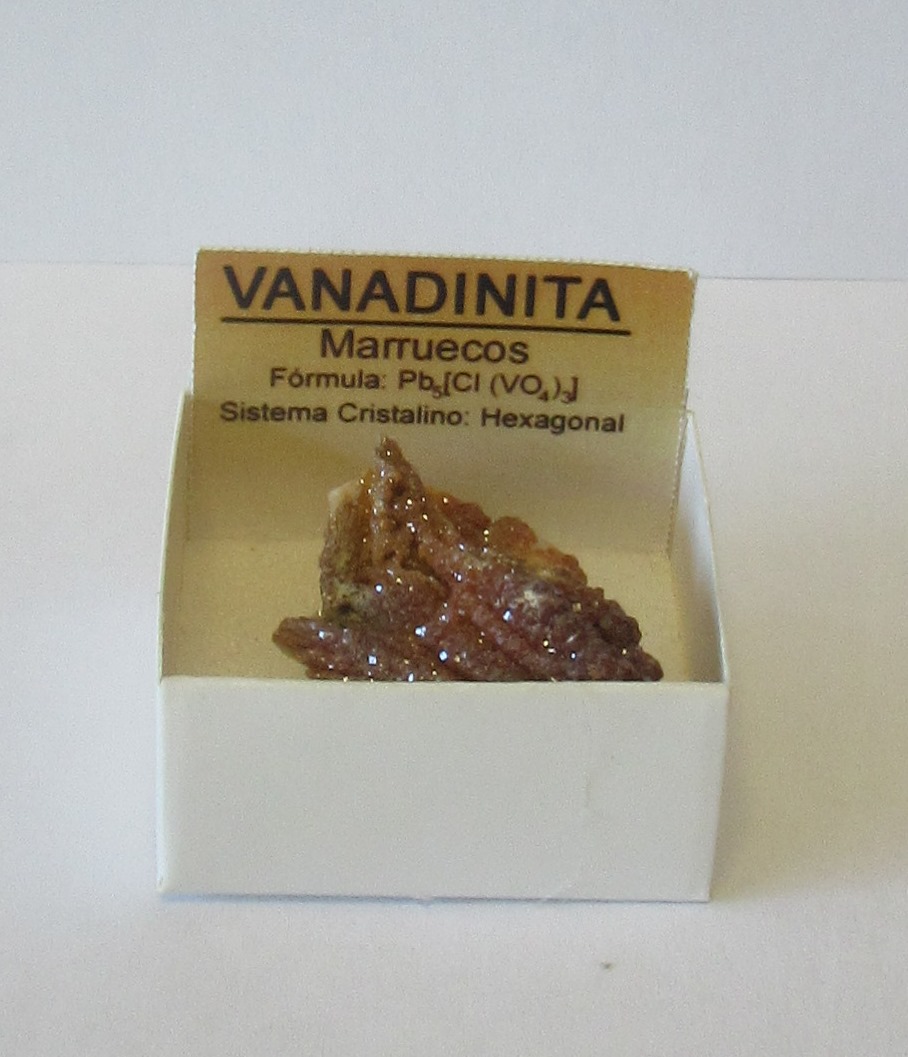 VANADINITA
Marruecos
Fórmula: Pb₅[Cl (VO₄)₃]
Sistema Cristalino: Hexagonal